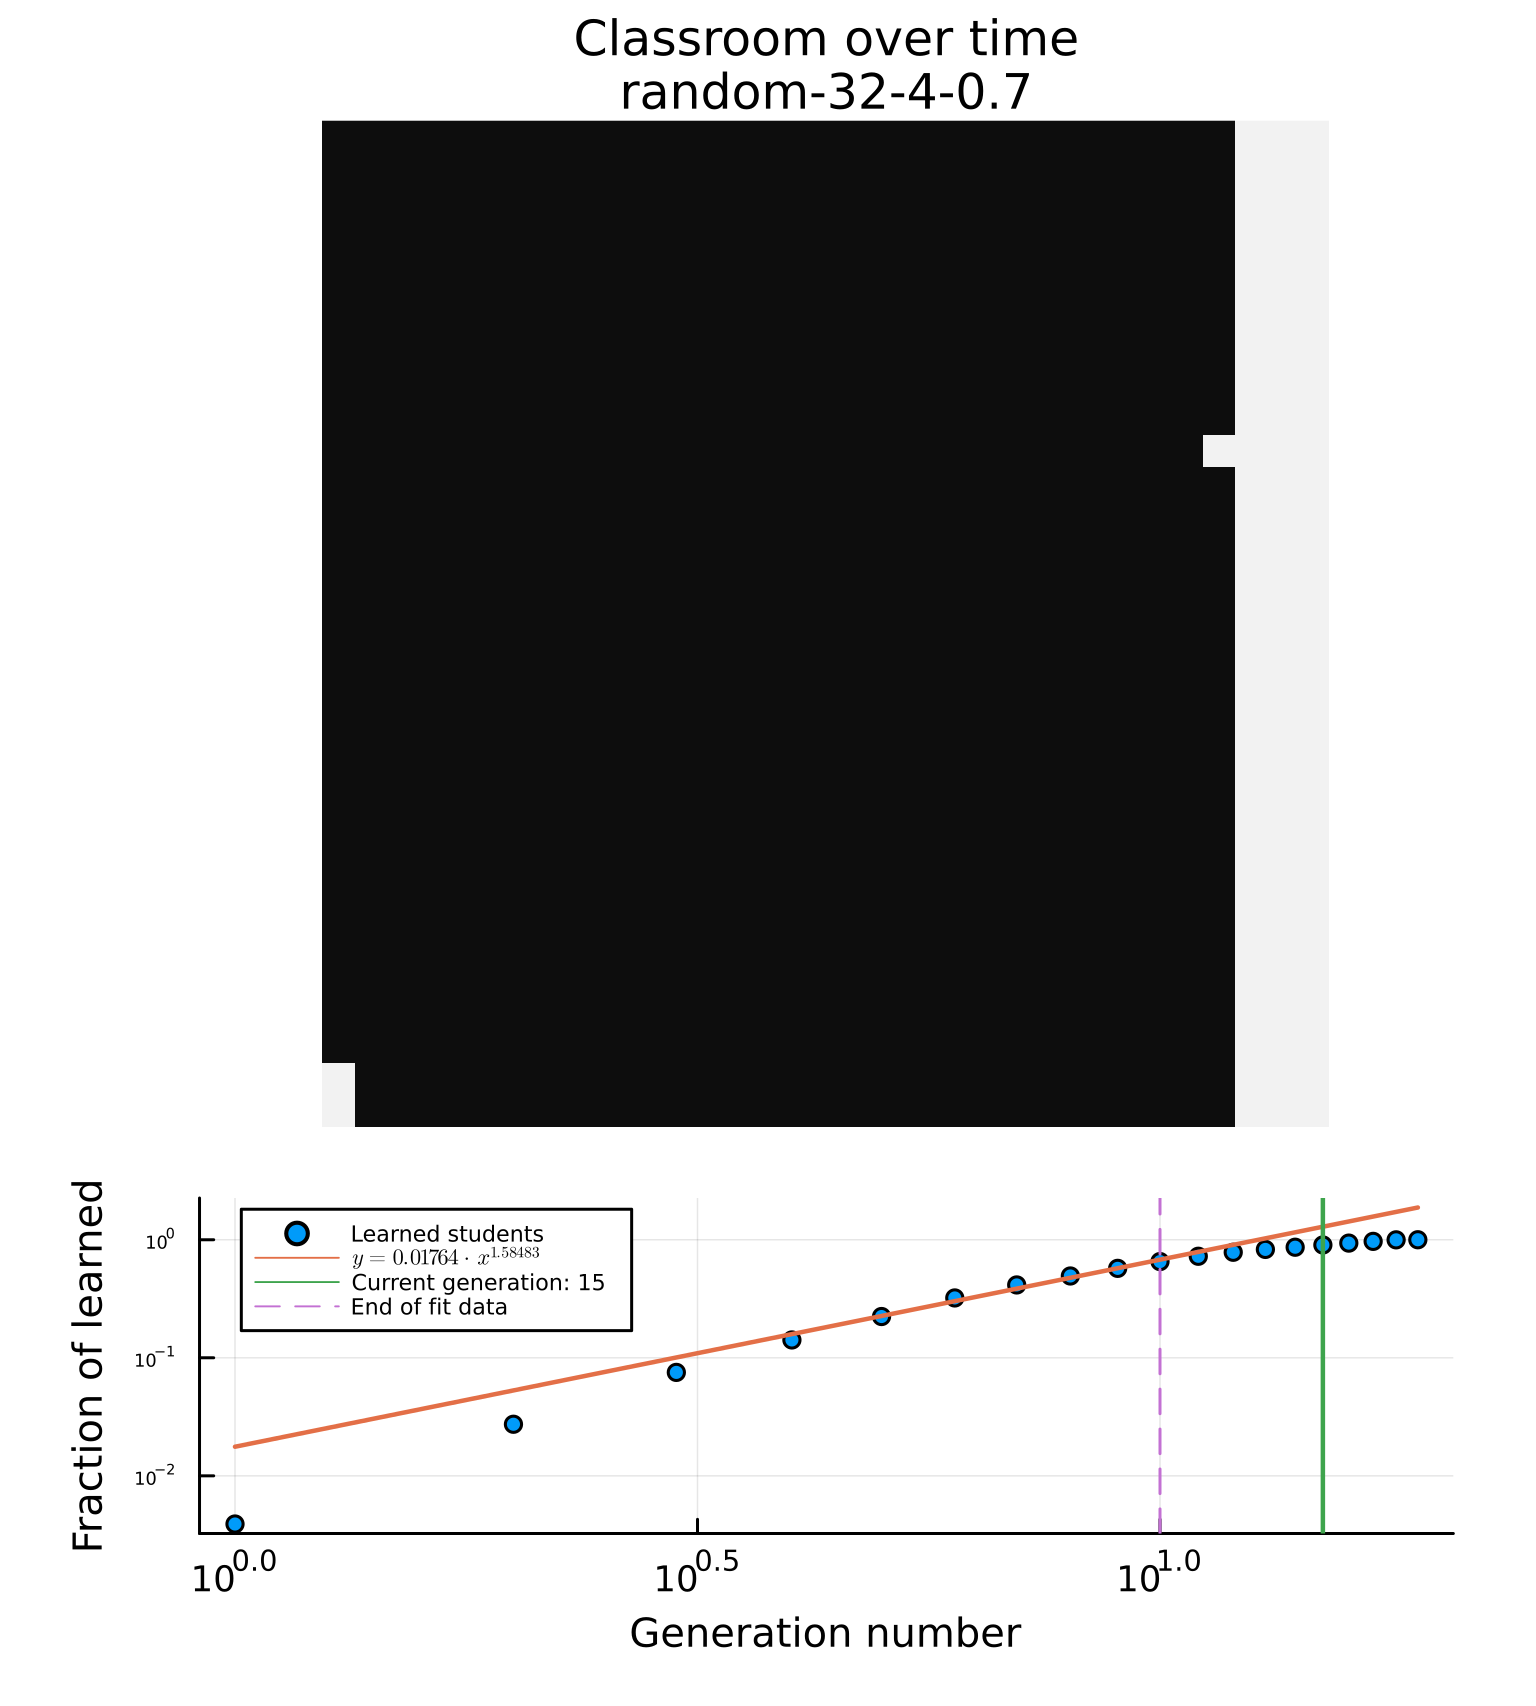 Classroom over time
random-32-4-0.7
Fraction of learned
10^0
10^-1
10^-2
Learned students
y = 0.01764 · x^1.58483
Current generation: 15
End of fit data
10^0.0
10^0.5
10^1.0
Generation number